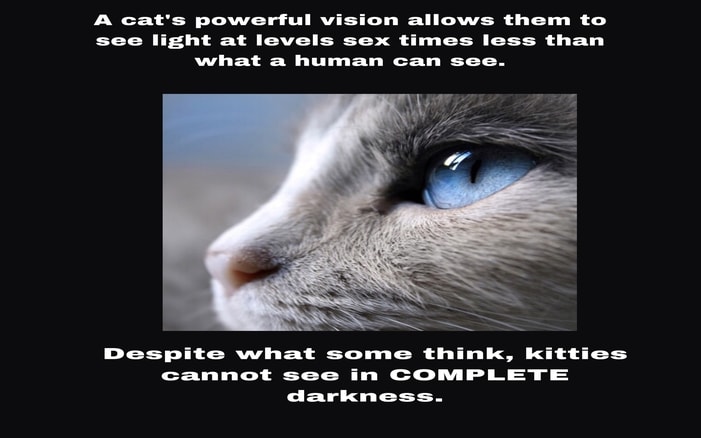 A cat's powerful vision allows them to
see light at levels sex times less than
what a human can see.
Despite what some think, kitties
cannot see in COMPLETE
darkness.